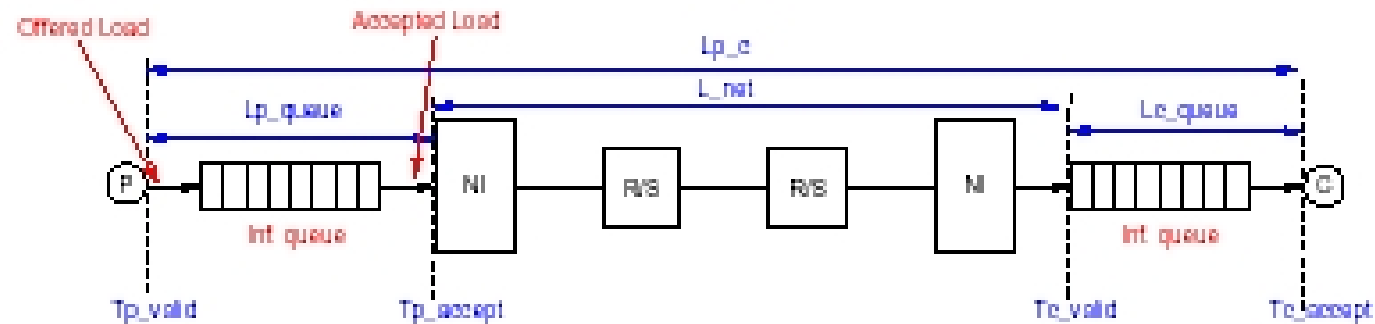 Offered Load
Accepted Load
Lp_c
L_net
Lp_queue
Lc_queue
P
NI
R/S
R/S
NI
C
Int queue
Int queue
Tp_valid
Tp_accept
Tc_valid
Tc_accept